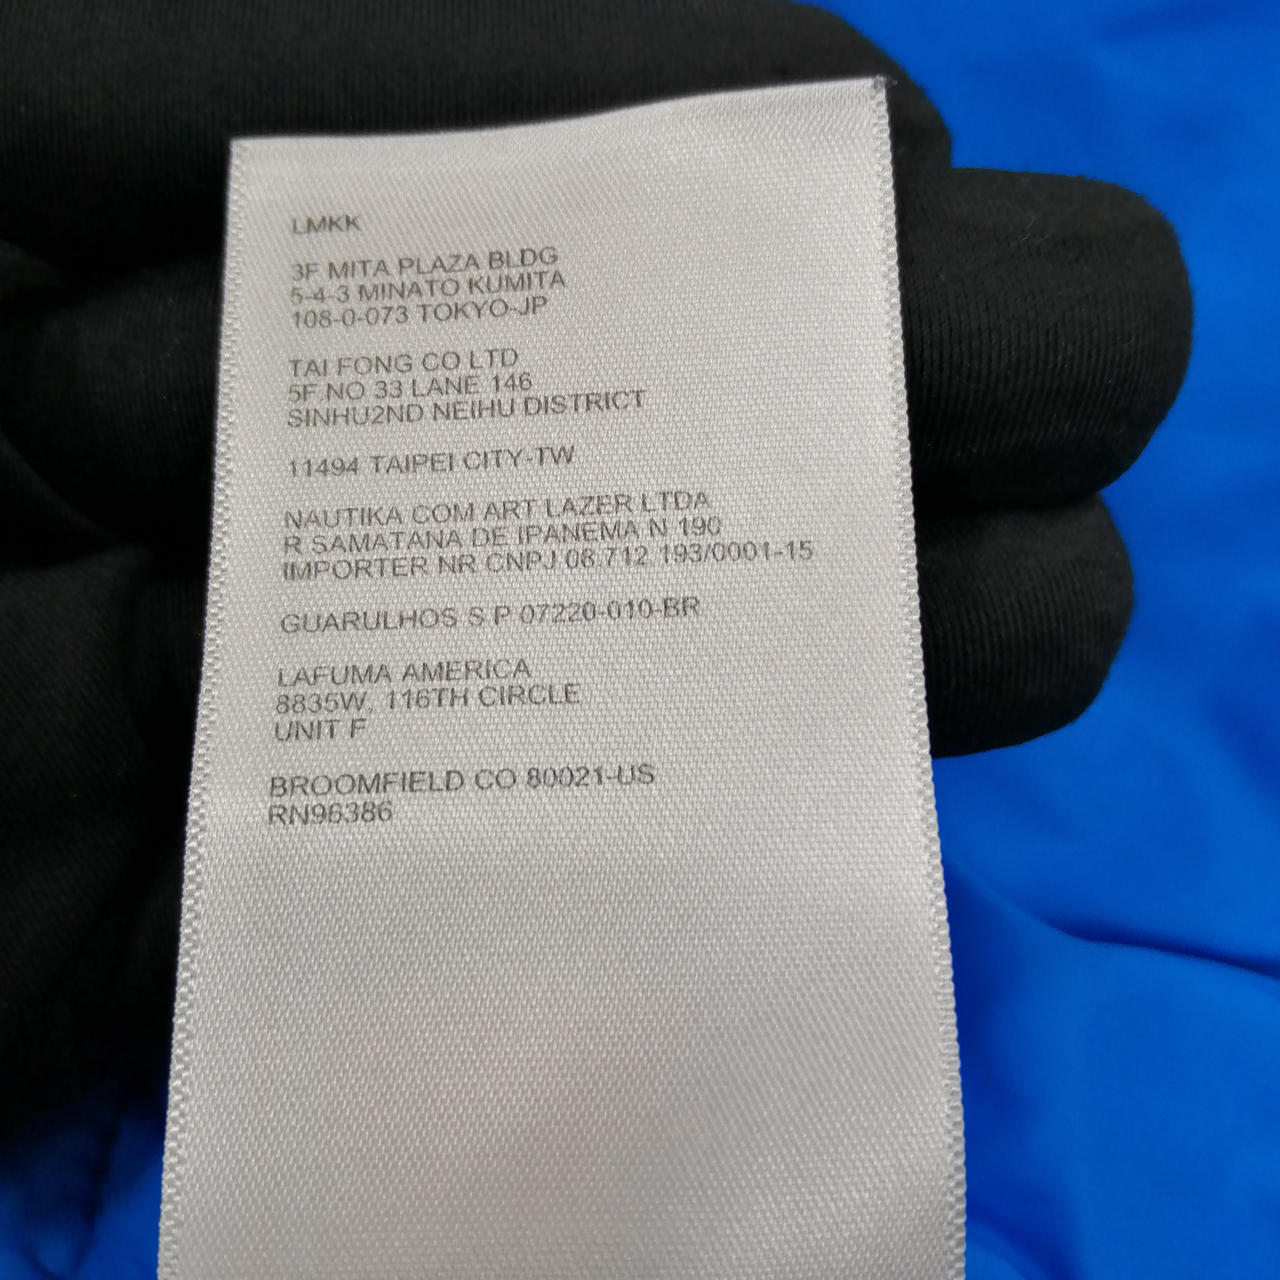 LMKK
3F MITA PLAZA BLDG
5-4-3 MINATO KUMITA
108-0-073 TOKYO-JP
TAI FONG CO LTD
5F.NO 33 LANE 146
SINHU2ND NEIHU DISTRICT
11494 TAIPEI CITY-TW
NAUTIKA COM ART LAZER LTDA
R SAMATANA DE IPANEMA N 190
IMPORTER NR CNPJ 06.712 193/0001-15
GUARULHOS S P 07220-010-BR
LAFUMA AMERICA
8835W, 116TH CIRCLE
UNIT F
BROOMFIELD CO 80021-US
RN96386